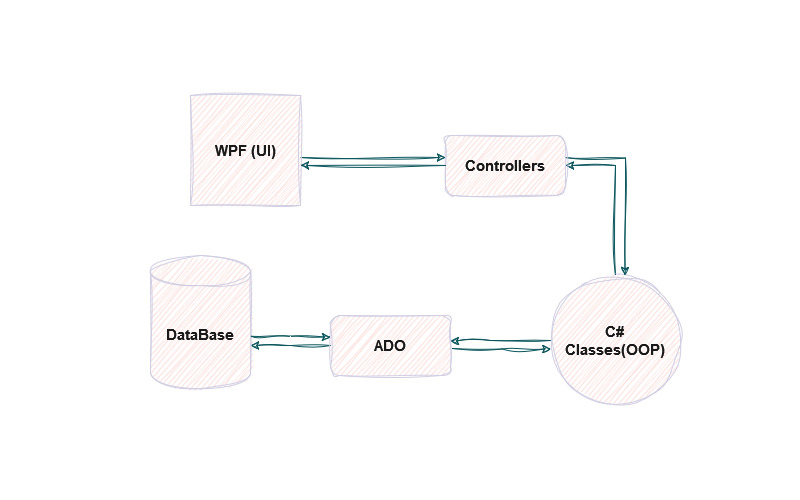 WPF (UI)
Controllers
DataBase
ADO
C#
Classes(OOP)